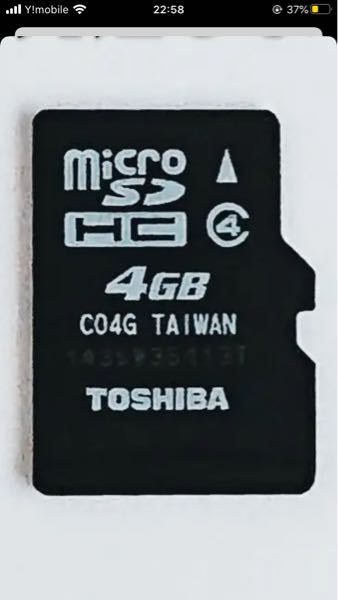 Y!mobile 22:58 37%
micro
SD
HC 4
4GB
C04G TAIWAN
TOSHIBA